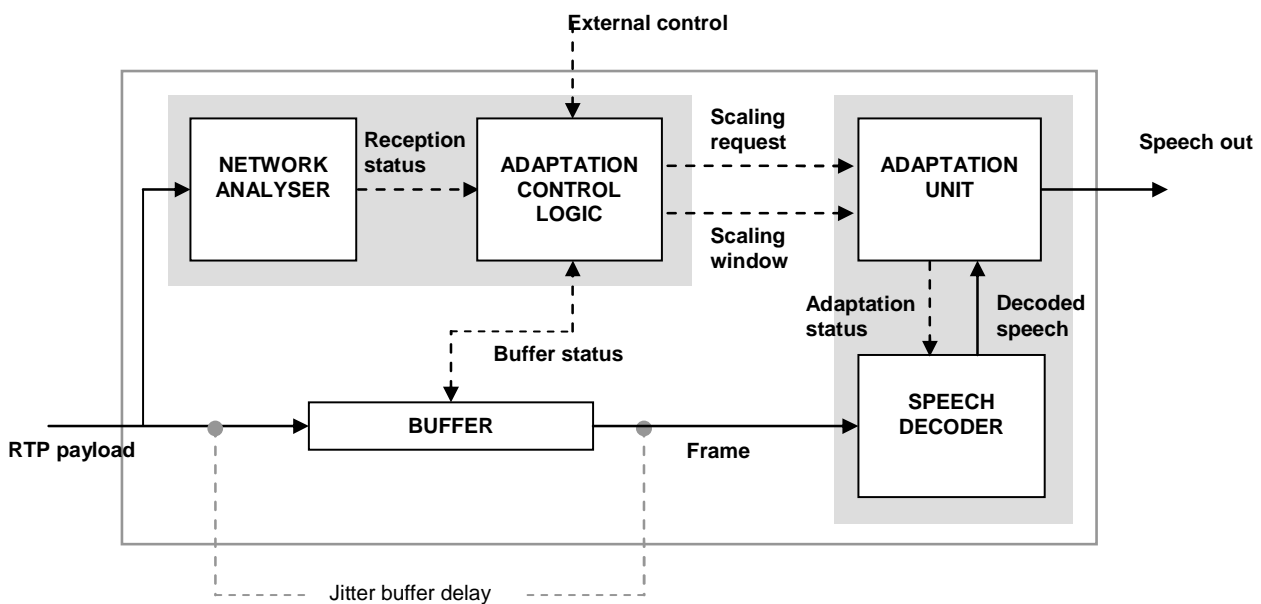 External control
Scaling
request
Speech out
NETWORK
ANALYSER
Reception
status
ADAPTATION
CONTROL
LOGIC
ADAPTATION
UNIT
Scaling
window
Adaptation
status
Decoded
speech
Buffer status
BUFFER
SPEECH
DECODER
RTP payload
Frame
Jitter buffer delay